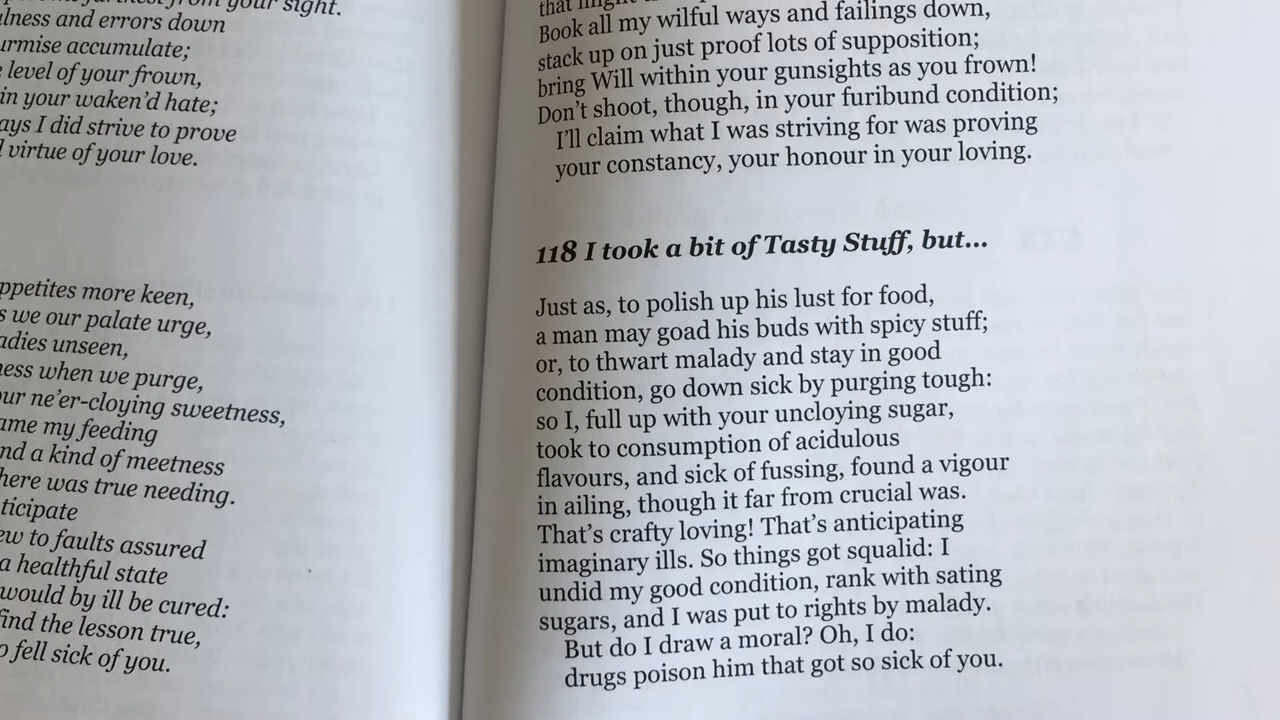 your sight.
lness and errors down
urmise accumulate;
level of your frown,
in your waken'd hate;
ays I did strive to prove
virtue of your love.
ppetites more keen,
s we our palate urge,
adies unseen,
ness when we purge,
our ne'er-cloying sweetness,
ame my feeding
nd a kind of meetness
here was true needing.
ticipate
ew to faults assured
a healthful state
would by ill be cured:
find the lesson true,
o fell sick of you.
that might
Book all my wilful ways and failings down,
stack up on just proof lots of supposition;
bring Will within your gunsights as you frown!
Don't shoot, though, in your furibund condition;
I'll claim what I was striving for was proving
your constancy, your honour in your loving.
118 I took a bit of Tasty Stuff, but...
Just as, to polish up his lust for food,
a man may goad his buds with spicy stuff;
or, to thwart malady and stay in good
condition, go down sick by purging tough:
so I, full up with your uncloying sugar,
took to consumption of acidulous
flavours, and sick of fussing, found a vigour
in ailing, though it far from crucial was.
That's crafty loving! That's anticipating
imaginary ills. So things got squalid: I
undid my good condition, rank with sating
sugars, and I was put to rights by malady.
But do I draw a moral? Oh, I do:
drugs poison him that got so sick of you.